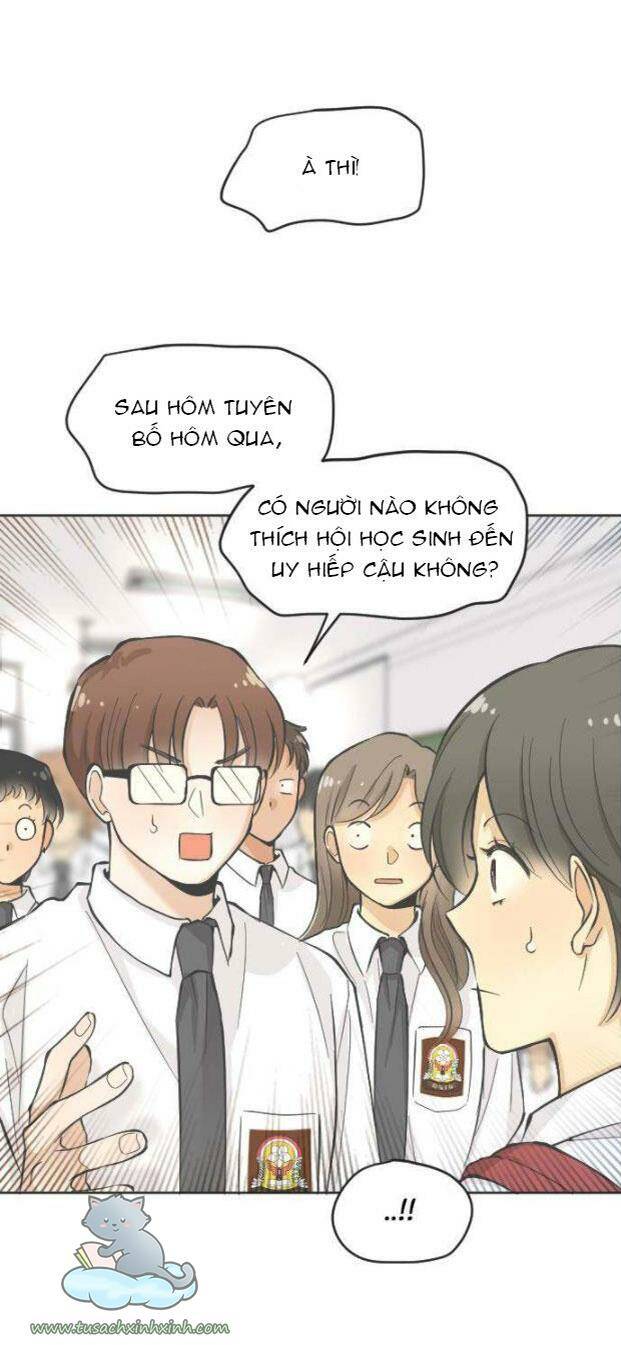 À THÌ!
SAU HÔM TUYÊN
BỐ HÔM QUA,
CÓ NGƯỜI NÀO KHÔNG
THÍCH HỘI HỌC SINH ĐẾN
UY HIẾP CẬU KHÔNG?
..!!
www.tusachxinhxinh.com